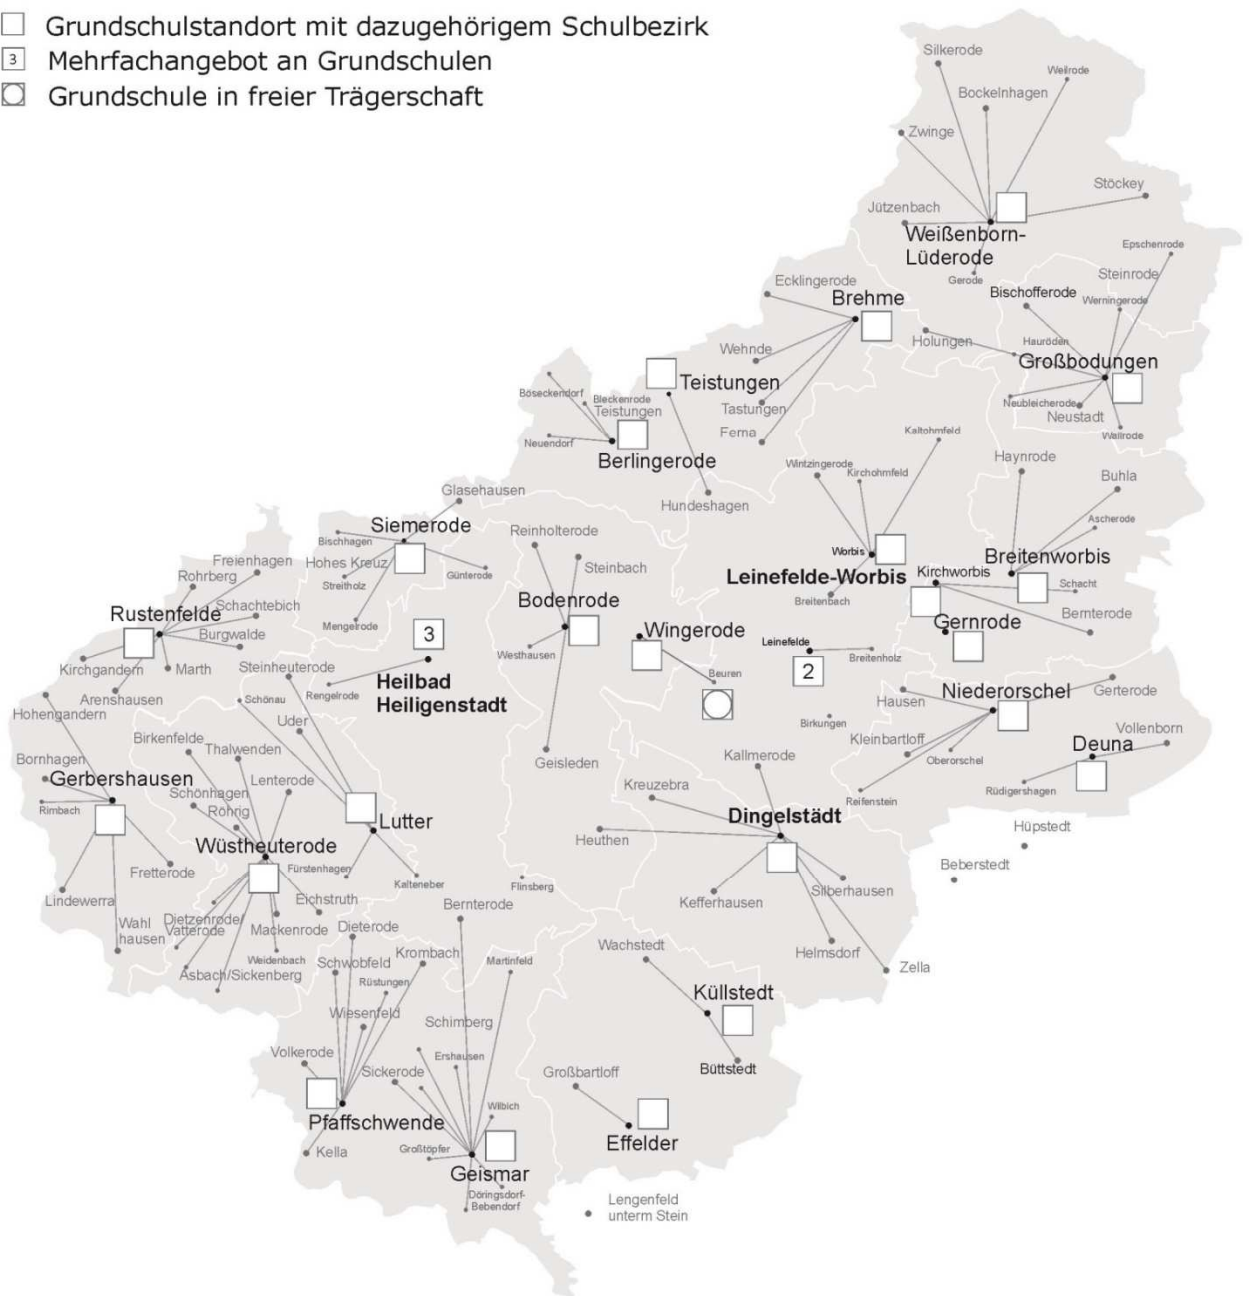 Grundschulstandort mit dazugehörigem Schulbezirk
3 Mehrfachangebot an Grundschulen
Grundschule in freier Trägerschaft
Silkerode
Weilrode
Bockelnhagen
Zwinge
Stöckey
Jützenbach
Weißenborn-
Lüderode
Gerode
Epschenrode
Steinrode
Bischofferode
Werningerode
Ecklingerode
Brehme
Holungen
Hauröden
Großbodungen
Wehnde
Teistungen
Tastungen
Ferna
Neubleicherode
Neustadt
Wallrode
Böseckendorf
Bleckenrode
Teistungen
Neuendorf
Berlingerode
Hundeshagen
Kaltohmfeld
Wintzingerode
Kirchohmfeld
Haynrode
Buhla
Ascherode
Worbis
Leinefelde-Worbis
Breitenbach
Breitenworbis
Kirchworbis
Schacht
Bernterode
Gernrode
Glasehausen
Siemerode
Bischhagen
Hohes Kreuz
Streitholz
Günterode
Mengelrode
Reinholterode
Steinbach
Bodenrode
Westhausen
Geisleden
Wingerode
Beuren
Leinefelde
2
Breitenholz
Birkungen
Freienhagen
Rohrberg
Rustenfelde
Schachtebich
Burgwalde
Kirchgandern
Marth
Arenshausen
Hohengandern
Steinheuterode
3
Rengelrode
Heilbad
Heiligenstadt
Schönau
Uder
Birkenfelde
Thalwenden
Bornhagen
Gerbershausen
Schönhagen
Lenterode
Rimbach
Röhrig
Wüstheuterode
Lutter
Fretterode
Fürstenhagen
Kalteneber
Lindewerra
Wahl
hausen
Dietzenrode/
Vatterode
Eichstruth
Mackenrode
Weidenbach
Asbach/Sickenberg
Niederorschel
Hausen
Gerterode
Kleinbartloff
Oberorschel
Reifenstein
Vollenborn
Deuna
Rüdigershagen
Hüpstedt
Beberstedt
Kallmerode
Kreuzebra
Dingelstädt
Heuthen
Flinsberg
Kefferhausen
Silberhausen
Helmsdorf
Zella
Bernterode
Dieterode
Krombach
Schwobfeld
Rüstungen
Wiesenfeld
Martinfeld
Schimberg
Volkerode
Ershausen
Sickerode
Pfaffschwende
Kella
Wilbich
Großtöpfer
Geismar
Döringsdorf-
Bebendorf
Wachstedt
Küllstedt
Büttstedt
Großbartloff
Effelder
Lengenfeld
unterm Stein